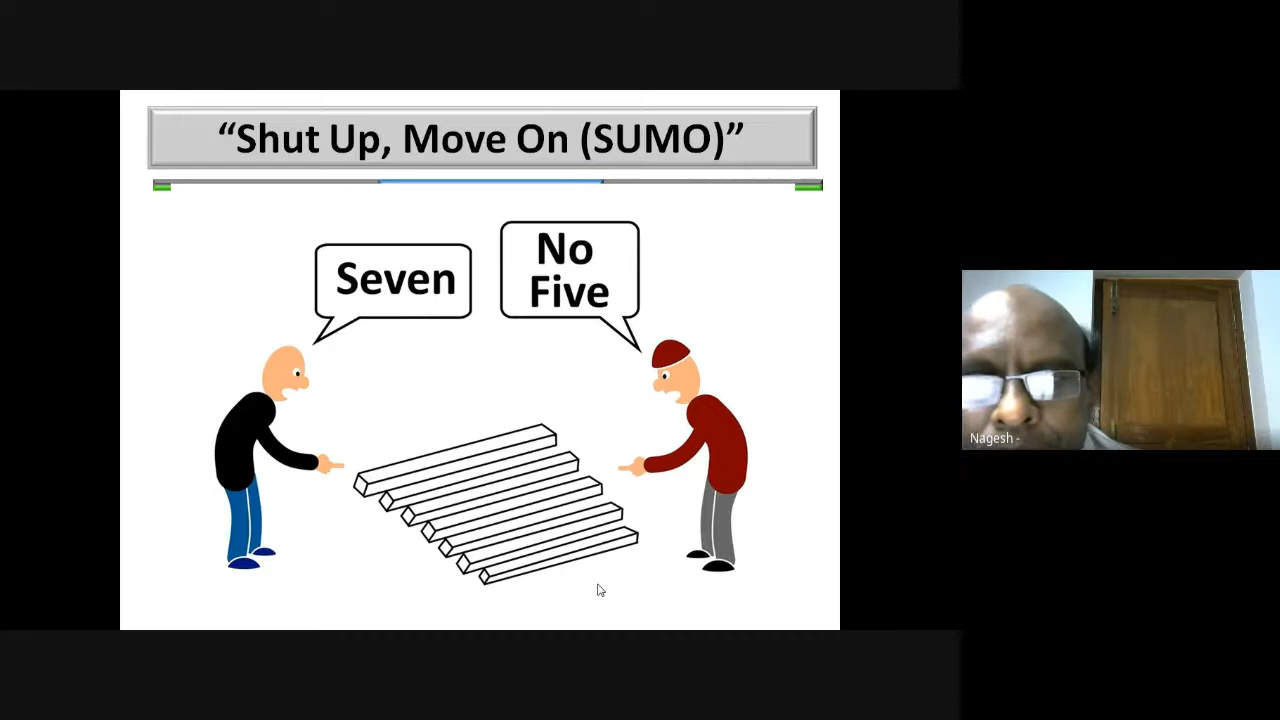 “Shut Up, Move On (SUMO)”
Seven
No
Five
Nagesh -